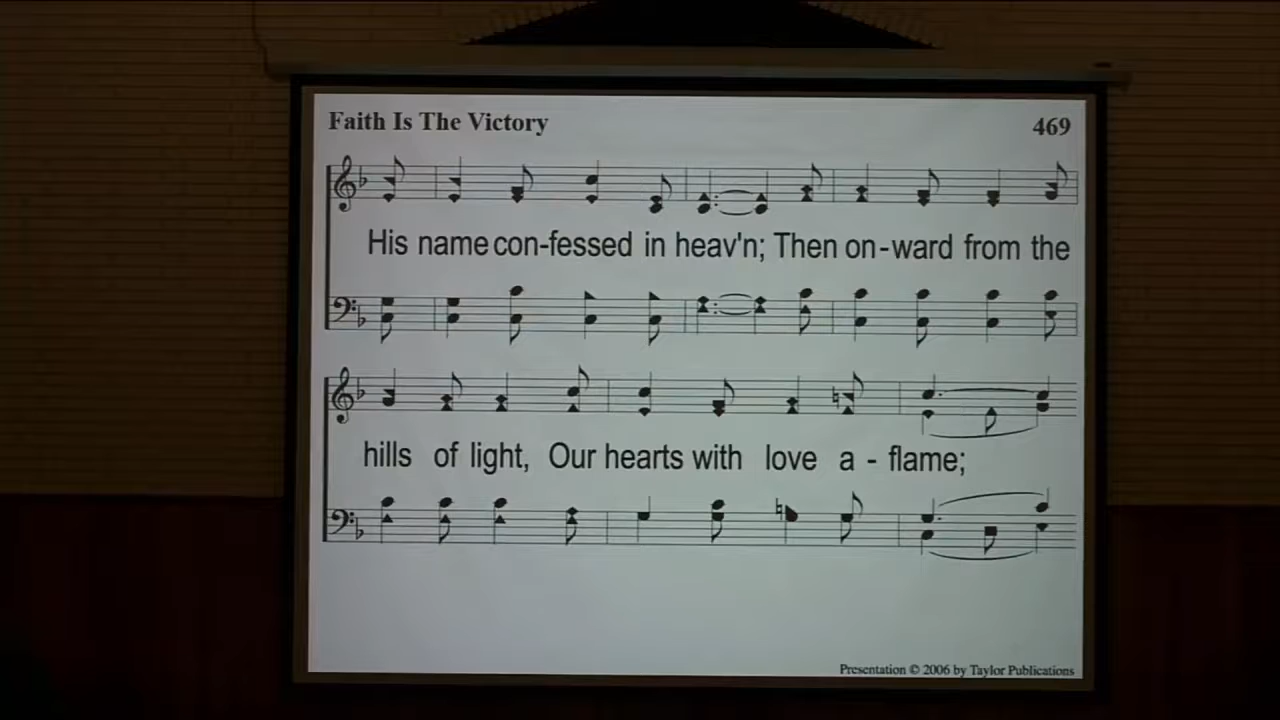 Faith Is The Victory
469
His name con-fessed in heav'n; Then on-ward from the
hills of light, Our hearts with love a - flame;
Presentation © 2006 by Taylor Publications